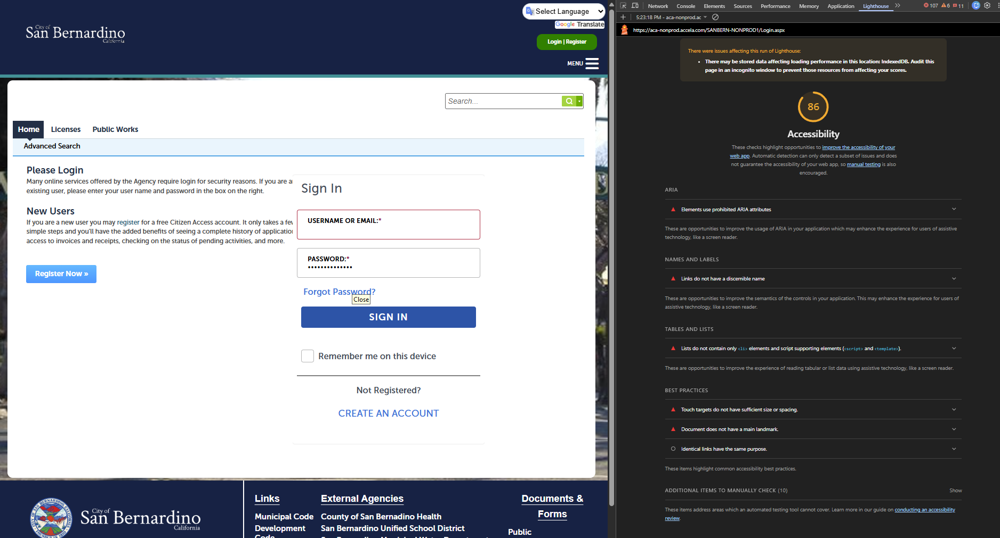 City of
San Bernardino
California
Select Language
Google Translate
Login | Register
MENU
Search...
Home
Licenses
Public Works
Advanced Search
Please Login
Many online services offered by the Agency require login for security reasons. If you are
existing user, please enter your user name and password in the box on the right.
New Users
If you are a new user you may register for a free Citizen Access account. It only takes a few
simple steps and you'll have the added benefits of seeing a complete history of application
access to invoices and receipts, checking on the status of pending activities, and more.
Register Now »
Sign In
USERNAME OR EMAIL:*
PASSWORD:*
••••••••••••••
Forgot Password?
Close
SIGN IN
Remember me on this device
Not Registered?
CREATE AN ACCOUNT
City of
San Bernardino
California
Links
Municipal Code
Development
Code
External Agencies
County of San Bernadino Health
San Bernardino Unified School District
San Bernardino Municipal Water Department
Documents &
Forms
Public
Network
Console
Elements
Sources
Performance
Memory
Application
Lighthouse
107
6
11
5:23:18 PM - aca-nonprod.ac
https://aca-nonprod.accela.com/SANBERN-NONPROD1/Login.aspx
There were issues affecting this run of Lighthouse:
• There may be stored data affecting loading performance in this location: IndexedDB. Audit this
page in an incognito window to prevent those resources from affecting your scores.
86
Accessibility
These checks highlight opportunities to improve the accessibility of your
web app. Automatic detection can only detect a subset of issues and does
not guarantee the accessibility of your web app, so manual testing is also
encouraged.
ARIA
Elements use prohibited ARIA attributes
These are opportunities to improve the usage of ARIA in your application which may enhance the experience for users of assistive
technology, like a screen reader.
NAMES AND LABELS
Links do not have a discernible name
These are opportunities to improve the semantics of the controls in your application. This may enhance the experience for users of
assistive technology, like a screen reader.
TABLES AND LISTS
Lists do not contain only <li> elements and script supporting elements (<script> and <template>).
These are opportunities to improve the experience of reading tabular or list data using assistive technology, like a screen reader.
BEST PRACTICES
Touch targets do not have sufficient size or spacing.
Document does not have a main landmark.
Identical links have the same purpose.
These items highlight common accessibility best practices.
ADDITIONAL ITEMS TO MANUALLY CHECK (10)
Show
These items address areas which an automated testing tool cannot cover. Learn more in our guide on conducting an accessibility
review.